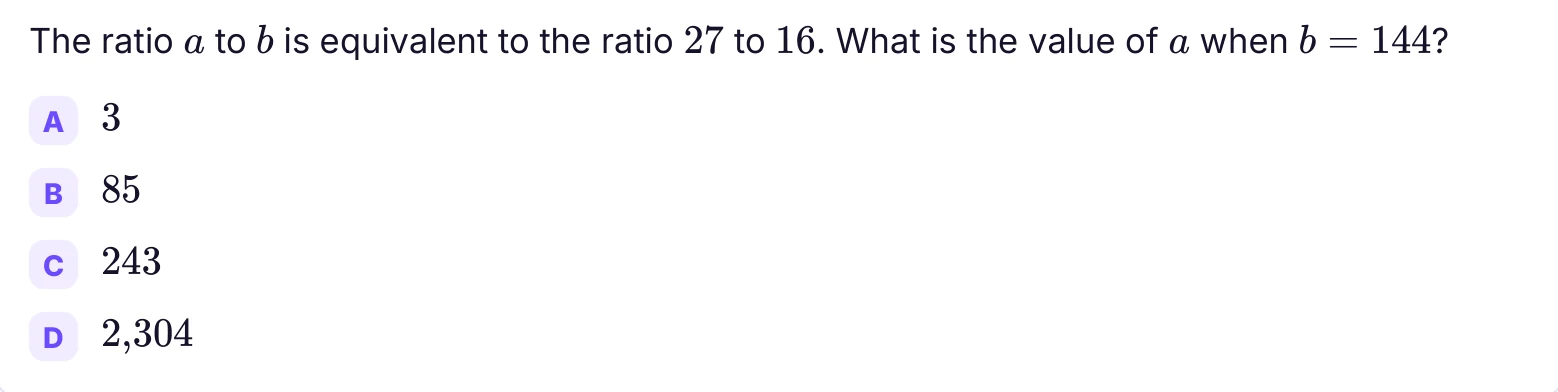 The ratio a to b is equivalent to the ratio 27 to 16. What is the value of a when b = 144?
A 3
B 85
C 243
D 2,304